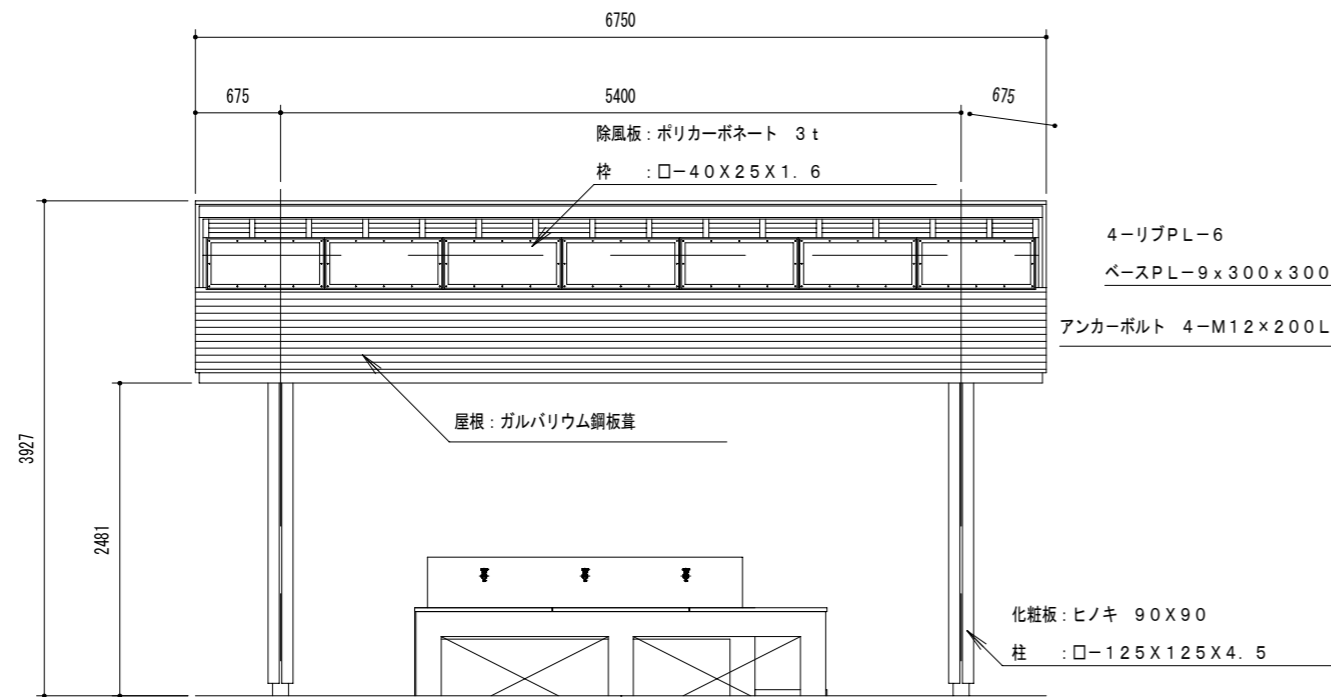 6750
675
5400
675
除風板：ポリカーボネート　３ｔ
枠　　：□－４０Ｘ２５Ｘ１．６
４－リブＰＬ－６
ベースＰＬ－９ｘ３００ｘ３００
アンカーボルト　４－Ｍ１２×２００Ｌ
屋根：ガルバリウム鋼板葺
3927
2481
化粧板：ヒノキ　９０Ｘ９０
柱　　：□－１２５Ｘ１２５Ｘ４．５